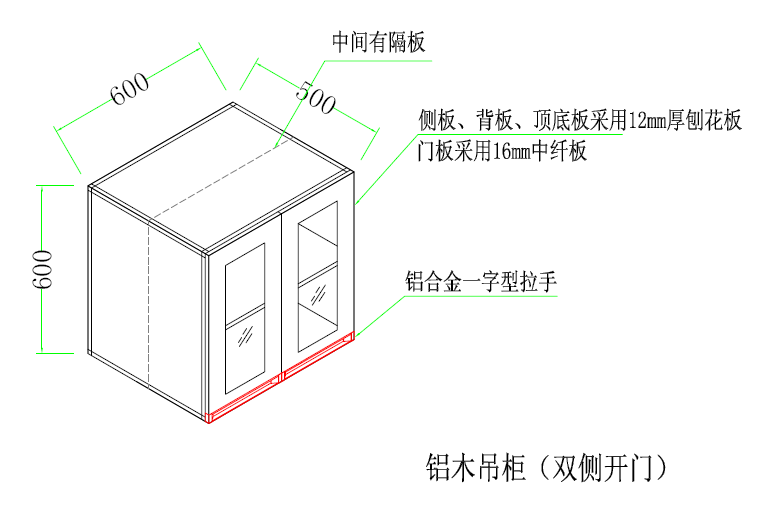 中间有隔板
600
500
侧板、背板、顶底板采用12mm厚刨花板
门板采用16mm中纤板
600
铝合金一字型拉手
铝木吊柜（双侧开门）